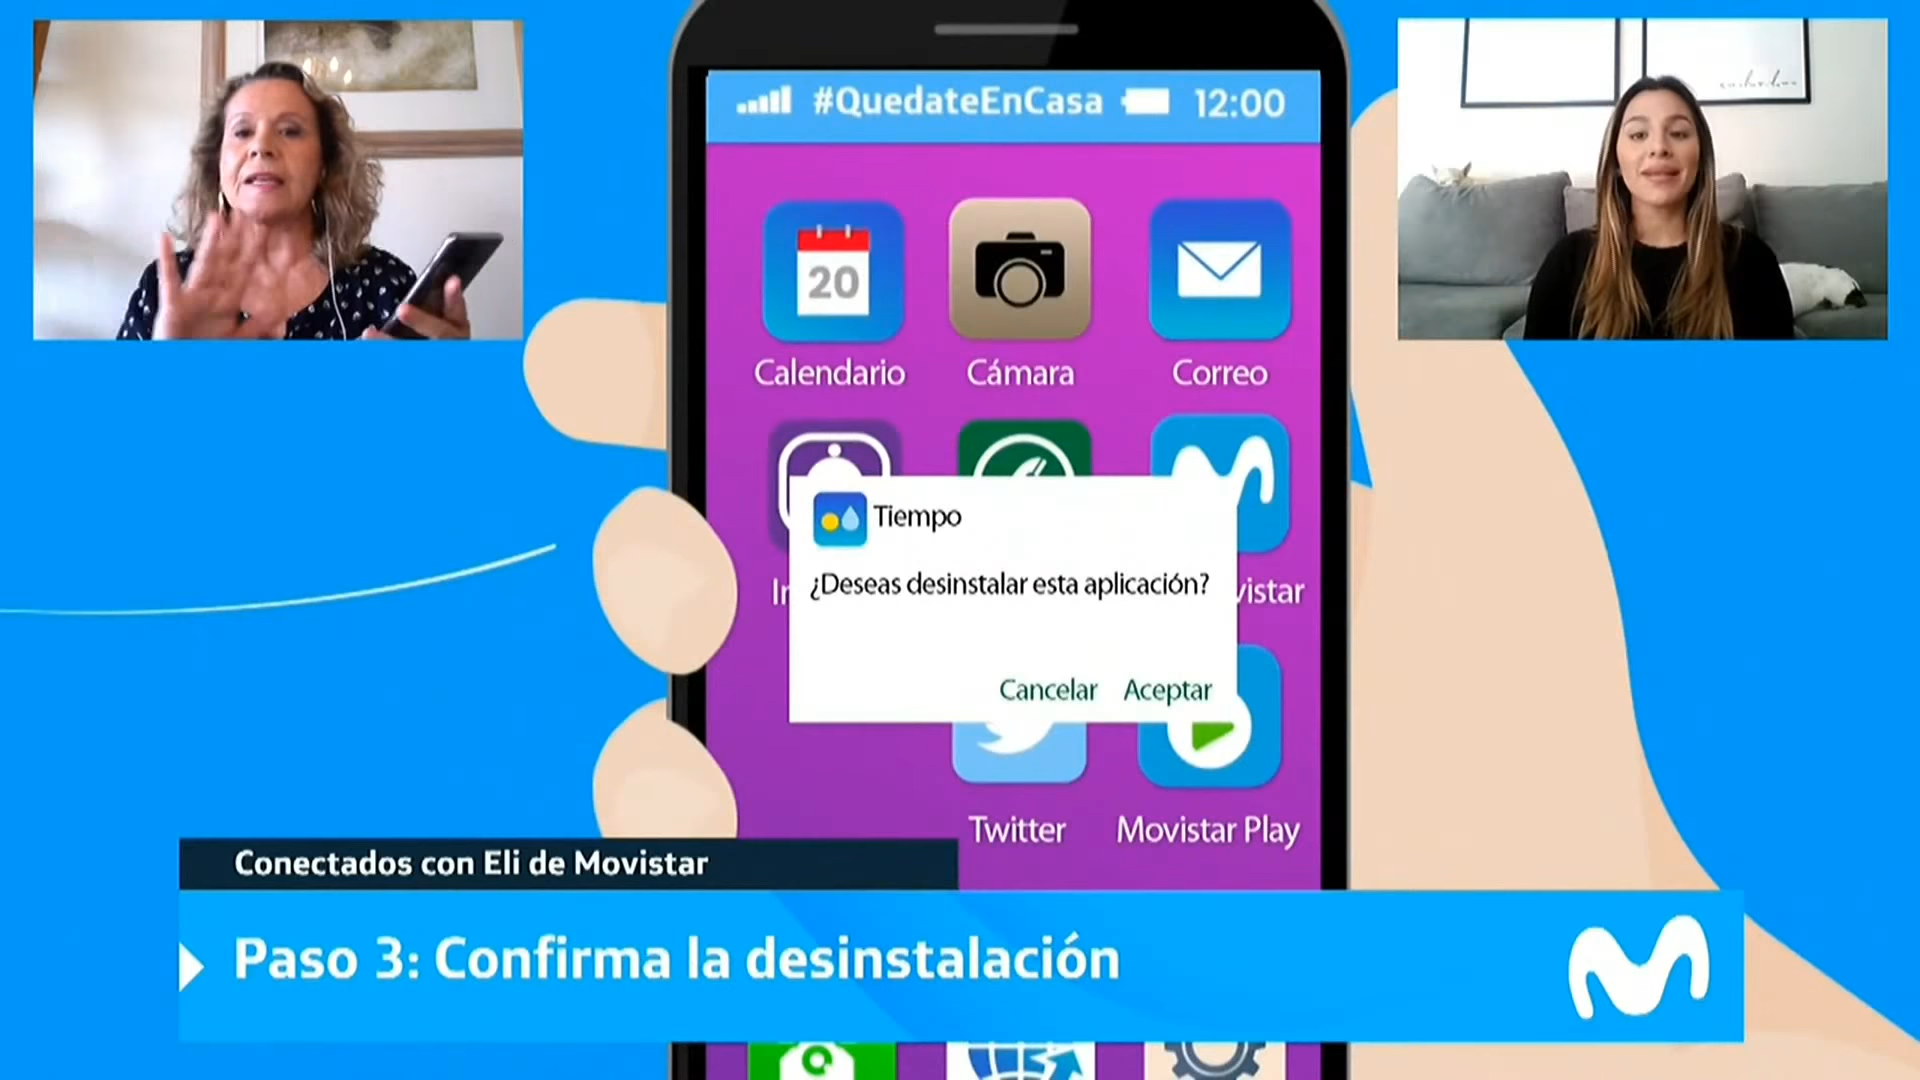 #QuedateEnCasa 12:00
20
Calendario Cámara Correo
Tiempo
¿Deseas desinstalar esta aplicación?
Cancelar Aceptar
Twitter Movistar Play
Conectados con Eli de Movistar
Paso 3: Confirma la desinstalación